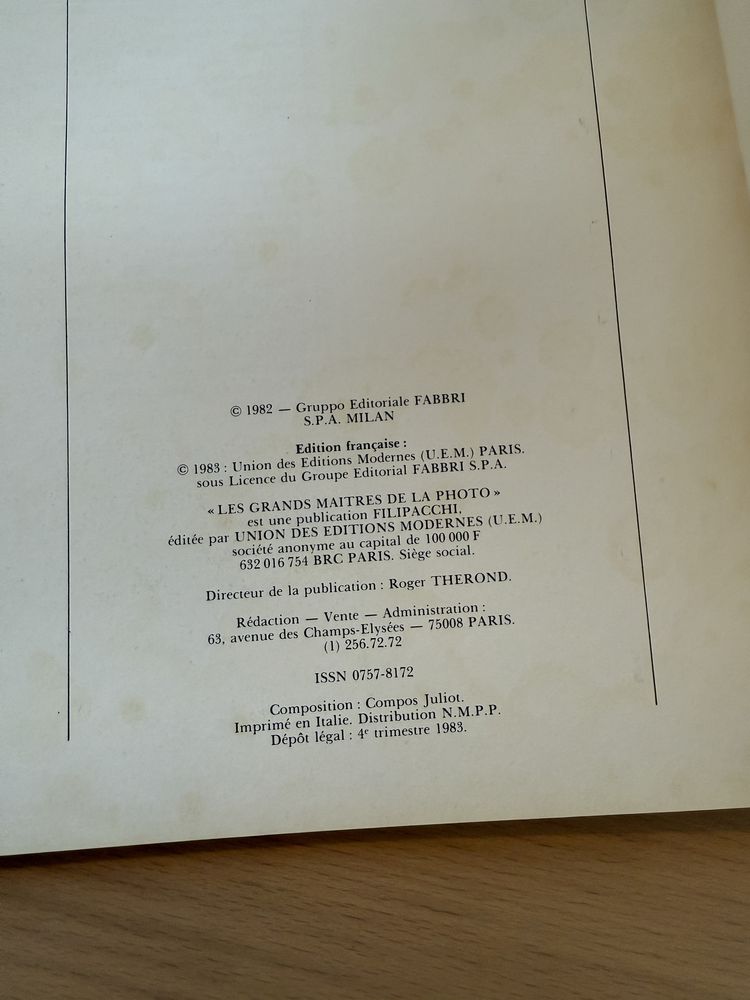 © 1982 — Gruppo Editoriale FABBRI
S.P.A. MILAN
Edition française :
© 1983 : Union des Editions Modernes (U.E.M.) PARIS.
sous Licence du Groupe Editorial FABBRI S.P.A.
« LES GRANDS MAITRES DE LA PHOTO »
est une publication FILIPACCHI,
éditée par UNION DES EDITIONS MODERNES (U.E.M.)
société anonyme au capital de 100 000 F
632 016 754 BRC PARIS. Siège social.
Directeur de la publication : Roger THEROND.
Rédaction — Vente — Administration :
63, avenue des Champs-Elysées — 75008 PARIS.
(1) 256.72.72
ISSN 0757-8172
Composition : Compos Juliot.
Imprimé en Italie. Distribution N.M.P.P.
Dépôt légal : 4e trimestre 1983.